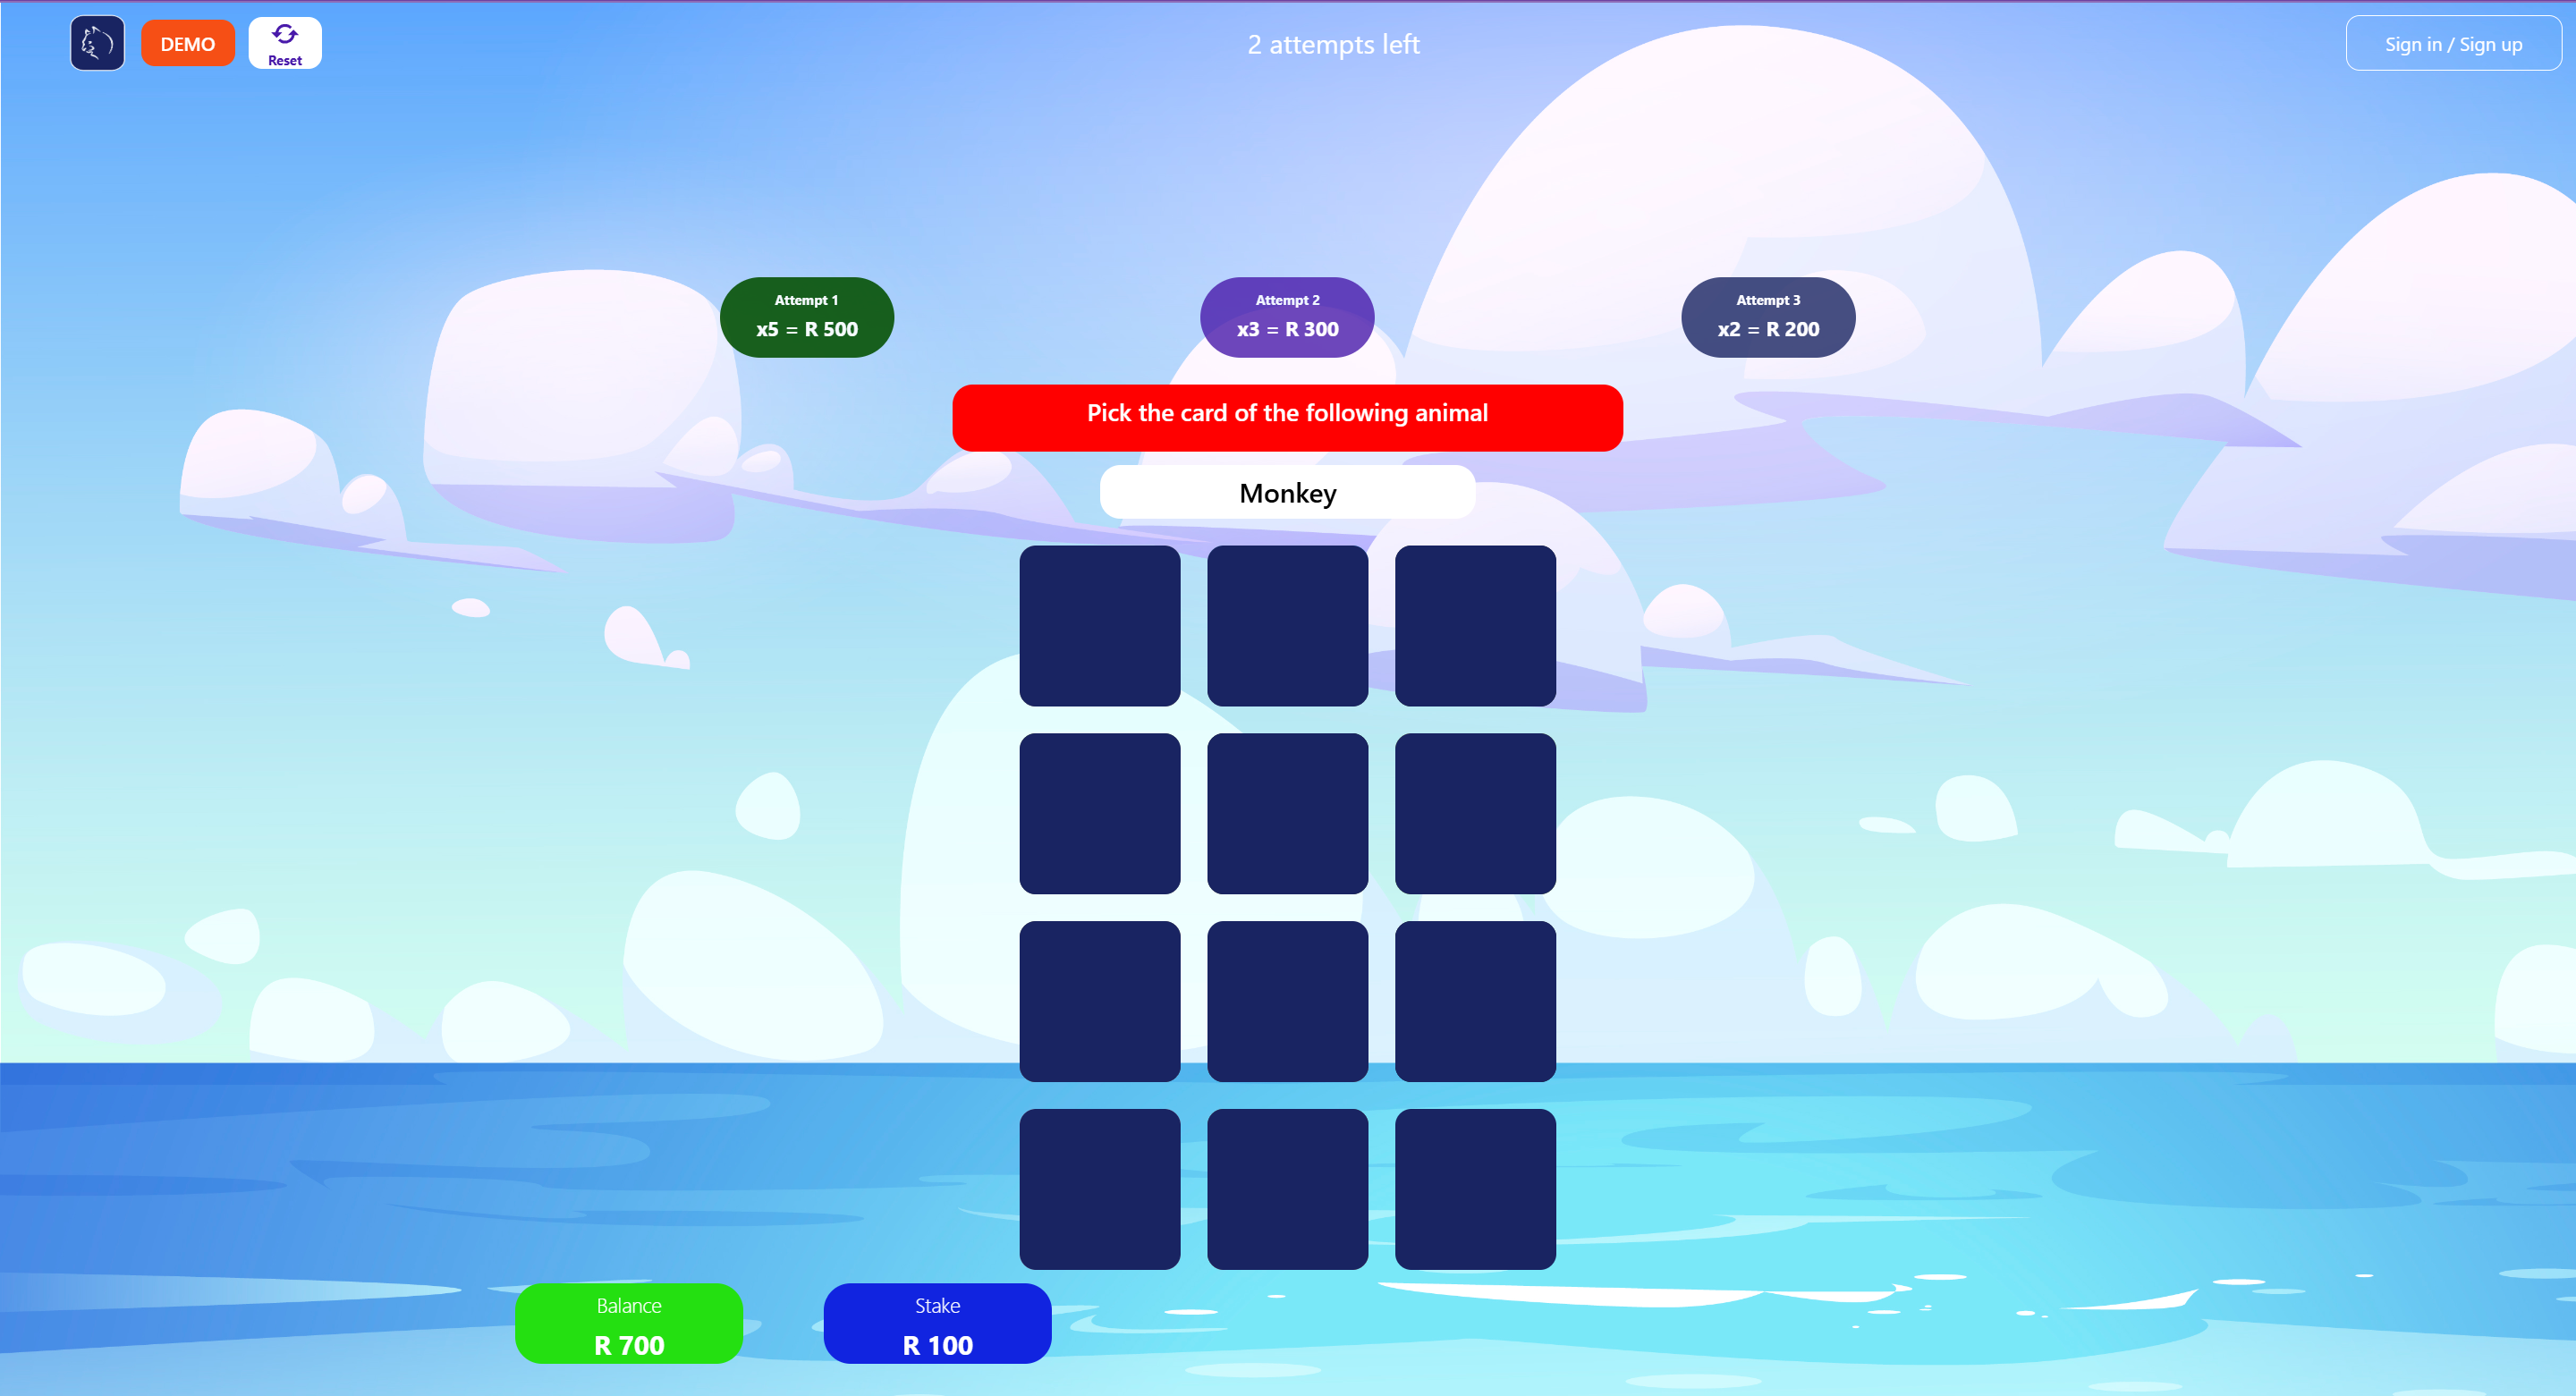 DEMO
Reset
2 attempts left
Sign in / Sign up
Attempt 1
x5 = R 500
Attempt 2
x3 = R 300
Attempt 3
x2 = R 200
Pick the card of the following animal
Monkey
Balance
R 700
Stake
R 100